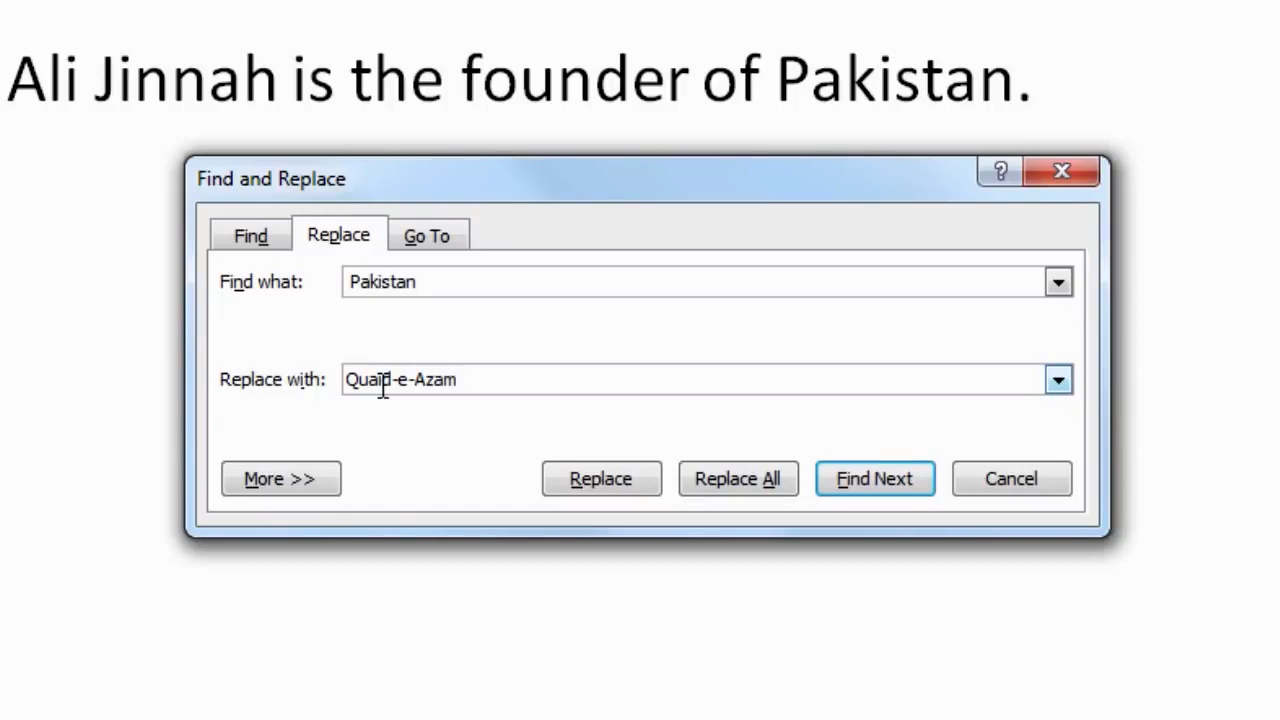 Ali Jinnah is the founder of Pakistan.
Find and Replace
Find Replace Go To
Find what: Pakistan
Replace with: Quaid-e-Azam
More >> Replace Replace All Find Next Cancel